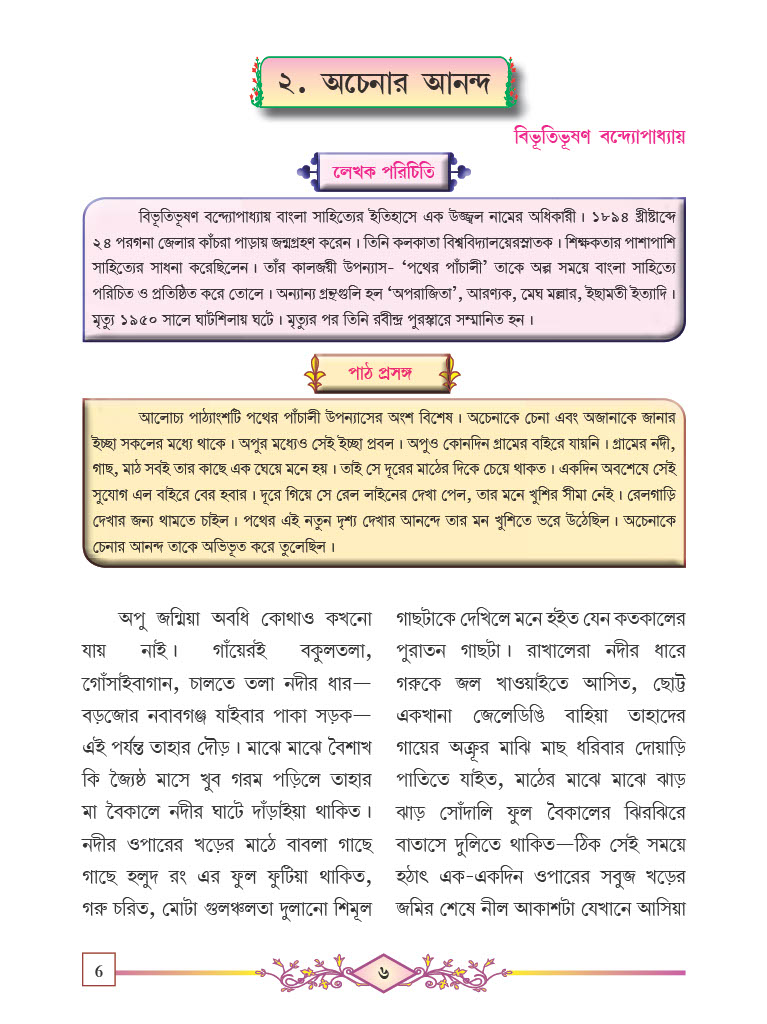 ২. অচেনার আনন্দ
বিভূতিভূষণ বন্দ্যোপাধ্যায়
লেখক পরিচিতি
বিভূতিভূষণ বন্দ্যোপাধ্যায় বাংলা সাহিত্যের ইতিহাসে এক উজ্জ্বল নামের অধিকারী। ১৮৯৪ খ্রীষ্টাব্দে
২৪ পরগনা জেলার কাঁচরা পাড়ায় জন্মগ্রহণ করেন। তিনি কলকাতা বিশ্ববিদ্যালয়েরস্নাতক। শিক্ষকতার পাশাপাশি
সাহিত্যের সাধনা করেছিলেন। তাঁর কালজয়ী উপন্যাস- ‘পথের পাঁচালী’ তাকে অল্প সময়ে বাংলা সাহিত্যে
পরিচিত ও প্রতিষ্ঠিত করে তোলে। অন্যান্য গ্রন্থগুলি হল ‘অপরাজিতা’, আরণ্যক, মেঘ মল্লার, ইছামতী ইত্যাদি।
মৃত্যু ১৯৫০ সালে ঘাটশিলায় ঘটে। মৃত্যুর পর তিনি রবীন্দ্র পুরস্কারে সম্মানিত হন।
পাঠ প্রসঙ্গ
আলোচ্য পাঠ্যাংশটি পথের পাঁচালী উপন্যাসের অংশ বিশেষ। অচেনাকে চেনা এবং অজানাকে জানার
ইচ্ছা সকলের মধ্যে থাকে। অপুর মধ্যেও সেই ইচ্ছা প্রবল। অপুও কোনদিন গ্রামের বাইরে যায়নি। গ্রামের নদী,
গাছ, মাঠ সবই তার কাছে এক ঘেয়ে মনে হয়। তাই সে দূরের মাঠের দিকে চেয়ে থাকত। একদিন অবশেষে সেই
সুযোগ এল বাইরে বের হবার। দূরে গিয়ে সে রেল লাইনের দেখা পেল, তার মনে খুশির সীমা নেই। রেলগাড়ি
দেখার জন্য থামতে চাইল। পথের এই নতুন দৃশ্য দেখার আনন্দে তার মন খুশিতে ভরে উঠেছিল। অচেনাকে
চেনার আনন্দ তাকে অভিভূত করে তুলেছিল।
অপু জন্মিয়া অবধি কোথাও কখনো
যায় নাই। গাঁয়েরই বকুলতলা,
গোঁসাইবাগান, চালতে তলা নদীর ধার—
বড়জোর নবাবগঞ্জ যাইবার পাকা সড়ক—
এই পর্যন্ত তাহার দৌড়। মাঝে মাঝে বৈশাখ
কি জ্যৈষ্ঠ মাসে খুব গরম পড়িলে তাহার
মা বৈকালে নদীর ঘাটে দাঁড়াইয়া থাকিত।
নদীর ওপারের খড়ের মাঠে বাবলা গাছে
গাছে হলুদ রং এর ফুল ফুটিয়া থাকিত,
গরু চরিত, মোটা গুলঞ্চলতা দুলানো শিমূল
গাছটাকে দেখিলে মনে হইত যেন কতকালের
পুরাতন গাছটা। রাখালেরা নদীর ধারে
গরুকে জল খাওয়াইতে আসিত, ছোট্ট
একখানা জেলেডিঙি বাহিয়া তাহাদের
গায়ের অক্রূর মাঝি মাছ ধরিবার দোয়াড়ি
পাতিতে যাইত, মাঠের মাঝে মাঝে ঝাড়
ঝাড় সোঁদালি ফুল বৈকালের ঝিরঝিরে
বাতাসে দুলিতে থাকিত—ঠিক সেই সময়ে
হঠাৎ এক-একদিন ওপারের সবুজ খড়ের
জমির শেষে নীল আকাশটা যেখানে আসিয়া
6
৬